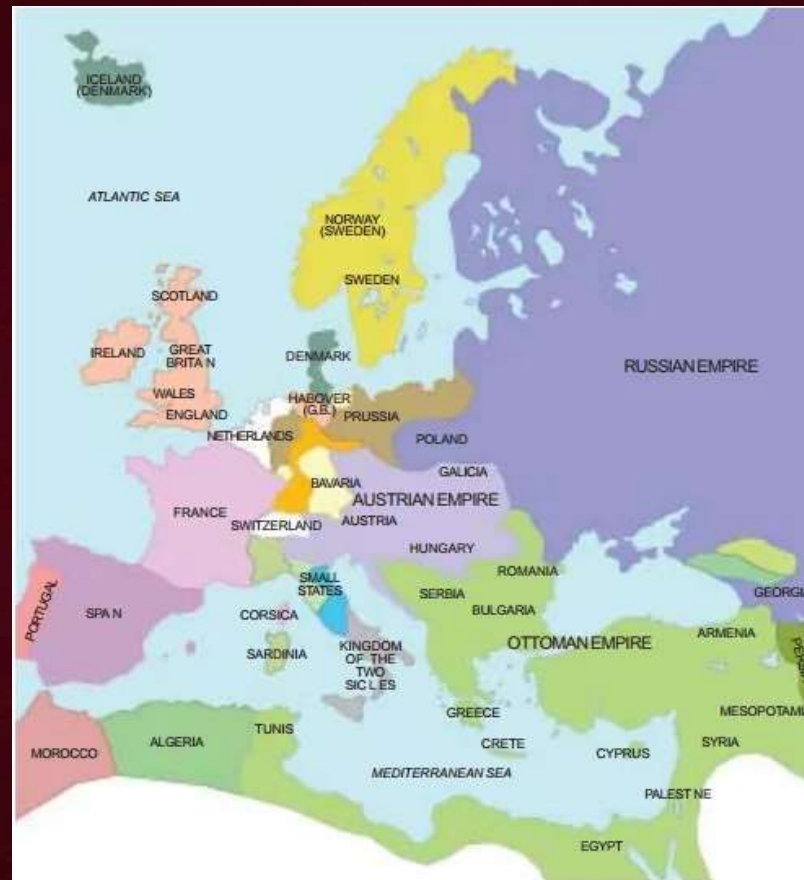 ICELAND
(DENMARK)
ATLANTIC SEA
NORWAY
(SWEDEN)
SWEDEN
SCOTLAND
IRELAND
GREAT
BRITA N
DENMARK
WALES
ENGLAND
HABOVER
(G.B.)
PRUSSIA
RUSSIAN EMPIRE
NETHERLANDS
POLAND
GALICIA
BAVARIA
AUSTRIAN EMPIRE
FRANCE
SWITZERLAND
AUSTRIA
HUNGARY
SMALL
STATES
ROMANIA
SERBIA
BULGARIA
GEORGIA
PORTUGAL
SPA N
CORSICA
SARDINIA
KINGDOM
OF THE
TWO
SICL ES
OTTOMAN EMPIRE
ARMENIA
GREECE
CRETE
MESOPOTAMI
MOROCCO
ALGERIA
TUNIS
MEDITERRANEAN SEA
CYPRUS
SYRIA
PALEST NE
EGYPT